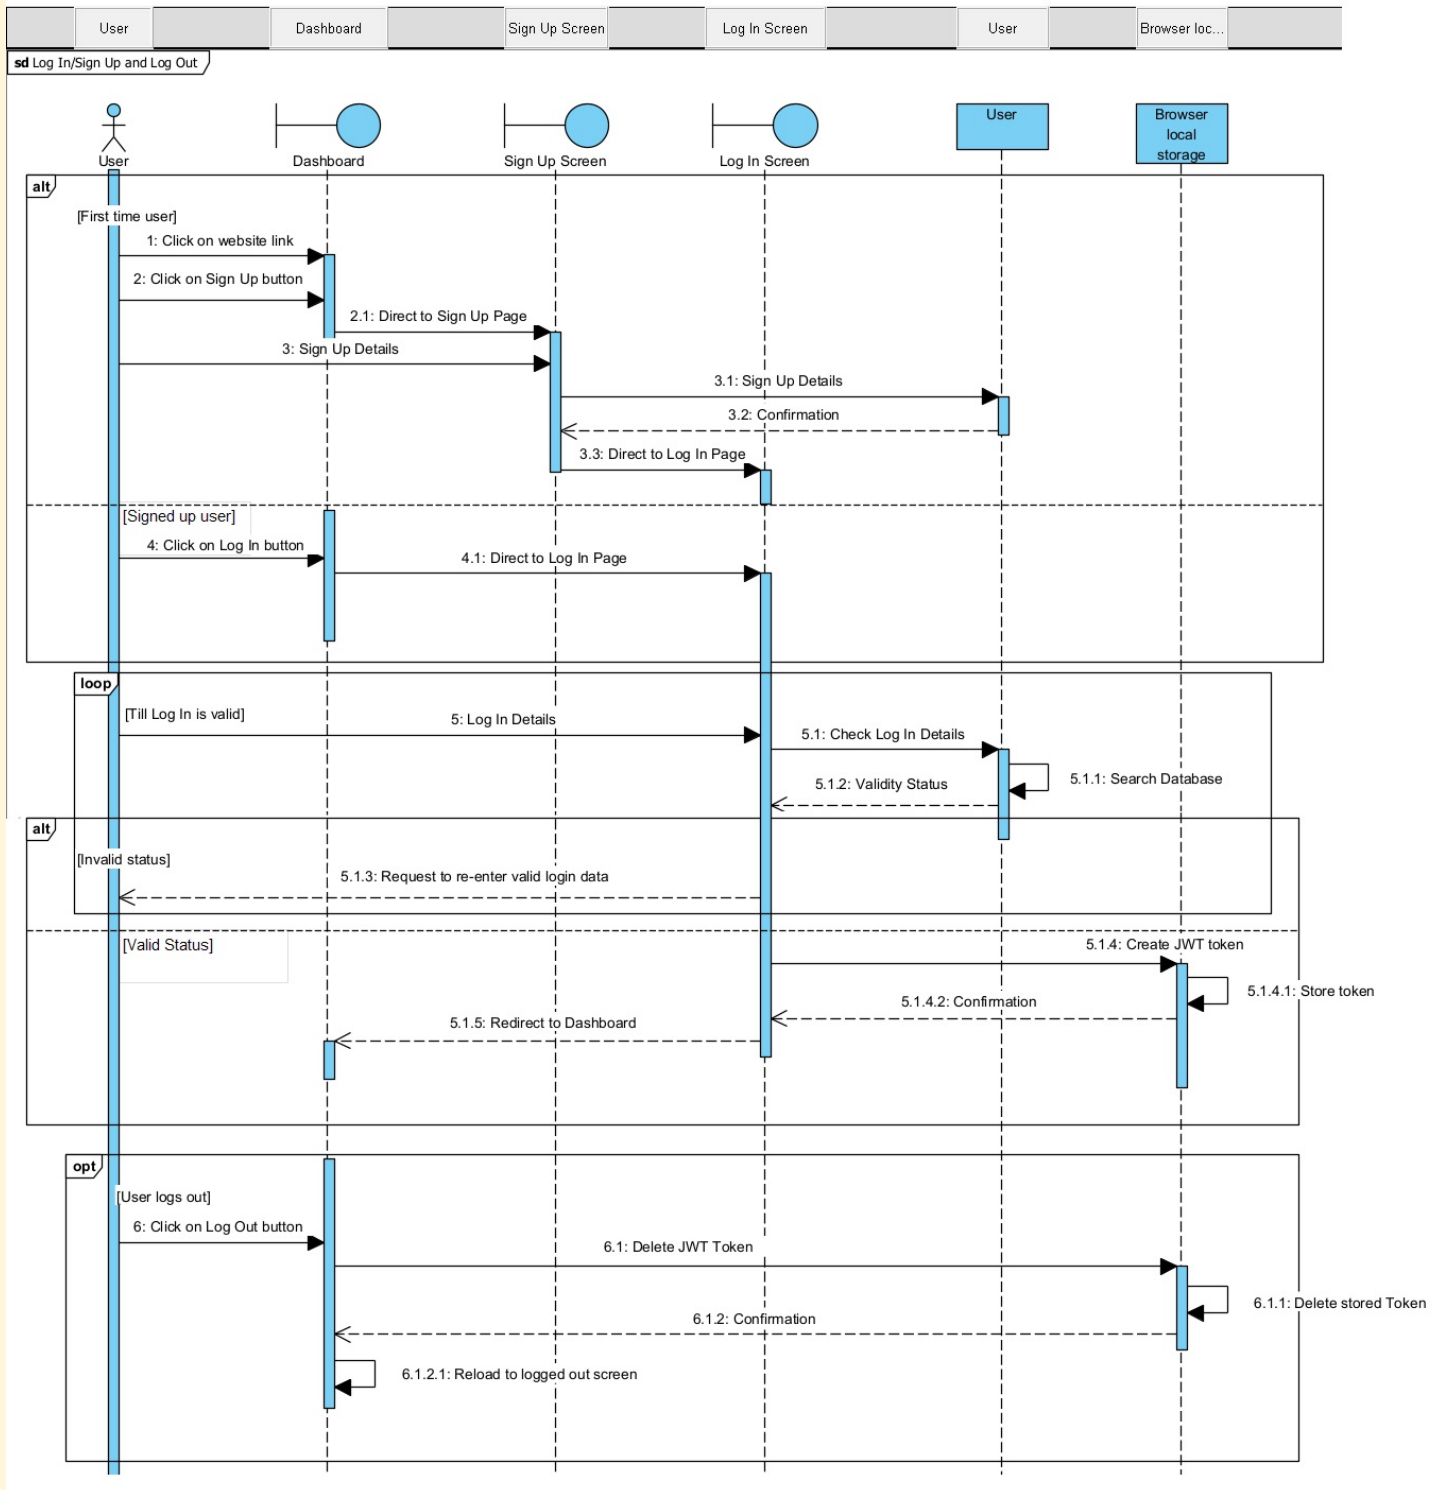 User Dashboard Sign Up Screen Log In Screen User Browser loc...
sd Log In/Sign Up and Log Out
User
Dashboard
Sign Up Screen
Log In Screen
User
Browser
local
storage
alt
[First time user]
1: Click on website link
2: Click on Sign Up button
2.1: Direct to Sign Up Page
3: Sign Up Details
3.1: Sign Up Details
3.2: Confirmation
3.3: Direct to Log In Page
[Signed up user]
4: Click on Log In button
4.1: Direct to Log In Page
loop
[Till Log In is valid]
5: Log In Details
5.1: Check Log In Details
5.1.1: Search Database
5.1.2: Validity Status
alt
[Invalid status]
5.1.3: Request to re-enter valid login data
[Valid Status]
5.1.4: Create JWT token
5.1.4.1: Store token
5.1.4.2: Confirmation
5.1.5: Redirect to Dashboard
opt
[User logs out]
6: Click on Log Out button
6.1: Delete JWT Token
6.1.1: Delete stored Token
6.1.2: Confirmation
6.1.2.1: Reload to logged out screen